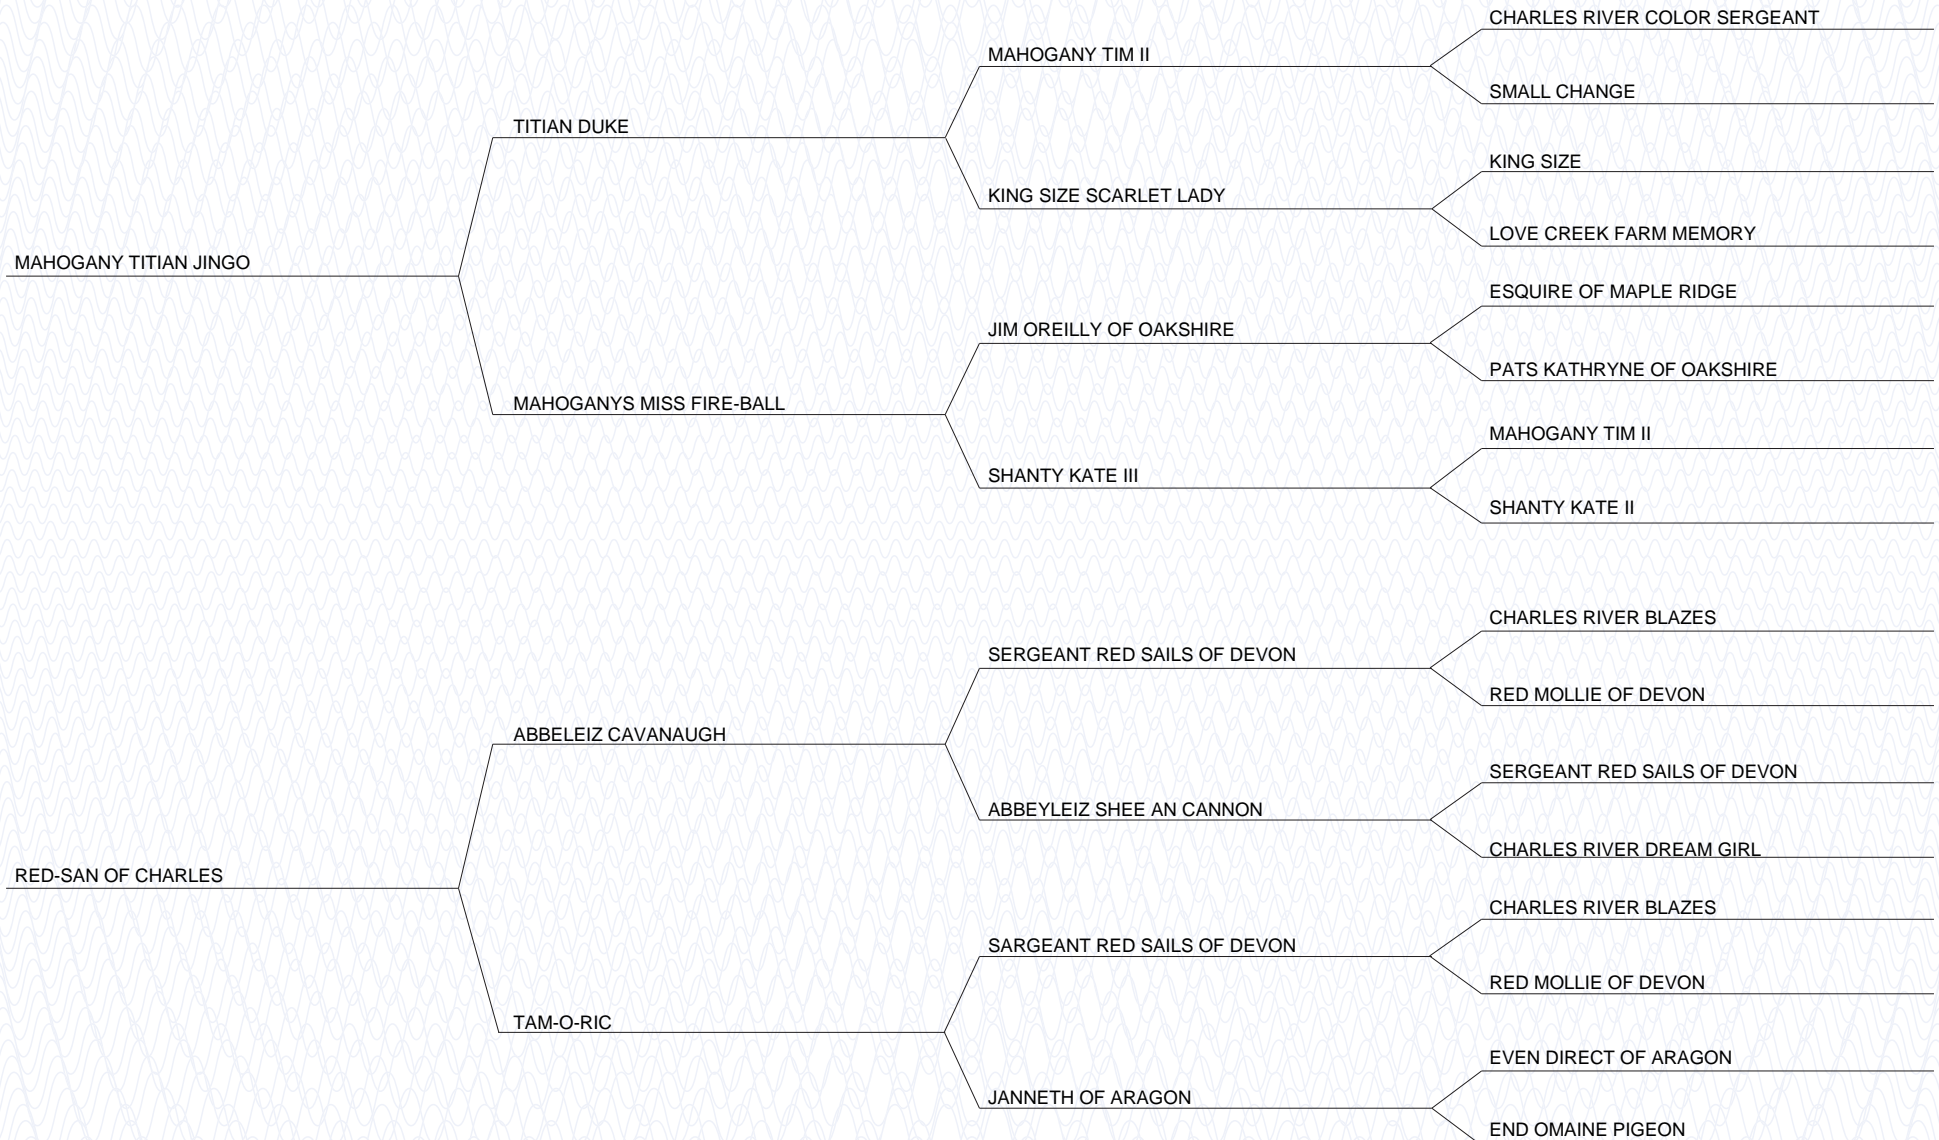 CHARLES RIVER COLOR SERGEANT
MAHOGANY TIM II
SMALL CHANGE
TITIAN DUKE
KING SIZE
KING SIZE SCARLET LADY
LOVE CREEK FARM MEMORY
MAHOGANY TITIAN JINGO
ESQUIRE OF MAPLE RIDGE
JIM OREILLY OF OAKSHIRE
PATS KATHRYNE OF OAKSHIRE
MAHOGANYS MISS FIRE-BALL
MAHOGANY TIM II
SHANTY KATE III
SHANTY KATE II
CHARLES RIVER BLAZES
SERGEANT RED SAILS OF DEVON
RED MOLLIE OF DEVON
ABBELEIZ CAVANAUGH
SERGEANT RED SAILS OF DEVON
ABBEYLEIZ SHEE AN CANNON
CHARLES RIVER DREAM GIRL
RED-SAN OF CHARLES
CHARLES RIVER BLAZES
SARGEANT RED SAILS OF DEVON
RED MOLLIE OF DEVON
TAM-O-RIC
EVEN DIRECT OF ARAGON
JANNETH OF ARAGON
END OMAINE PIGEON